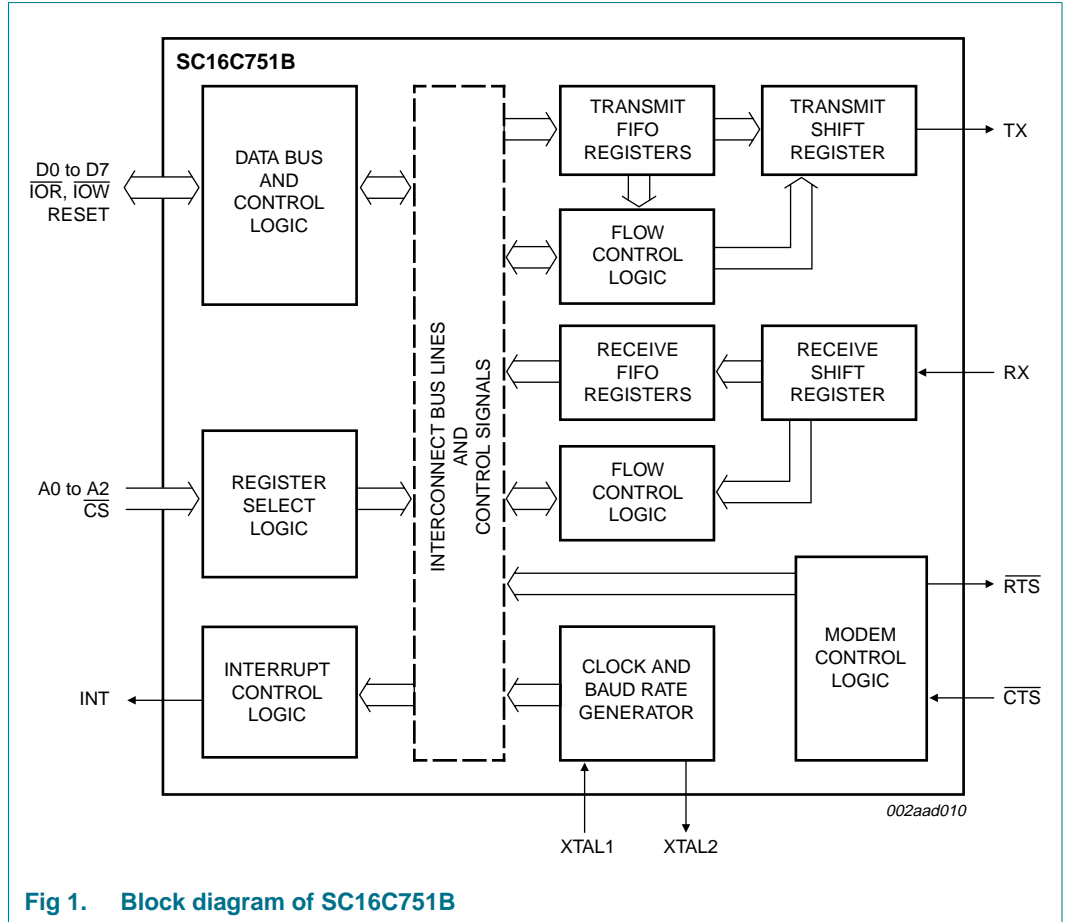 SC16C751B
D0 to D7
IOR, IOW
RESET
DATA BUS
AND
CONTROL
LOGIC
A0 to A2
CS
REGISTER
SELECT
LOGIC
INT
INTERRUPT
CONTROL
LOGIC
INTERCONNECT BUS LINES
AND
CONTROL SIGNALS
TRANSMIT
FIFO
REGISTERS
TRANSMIT
SHIFT
REGISTER
TX
FLOW
CONTROL
LOGIC
RECEIVE
FIFO
REGISTERS
RECEIVE
SHIFT
REGISTER
RX
FLOW
CONTROL
LOGIC
RTS
MODEM
CONTROL
LOGIC
CTS
CLOCK AND
BAUD RATE
GENERATOR
XTAL1
XTAL2
002aad010
Fig 1. Block diagram of SC16C751B